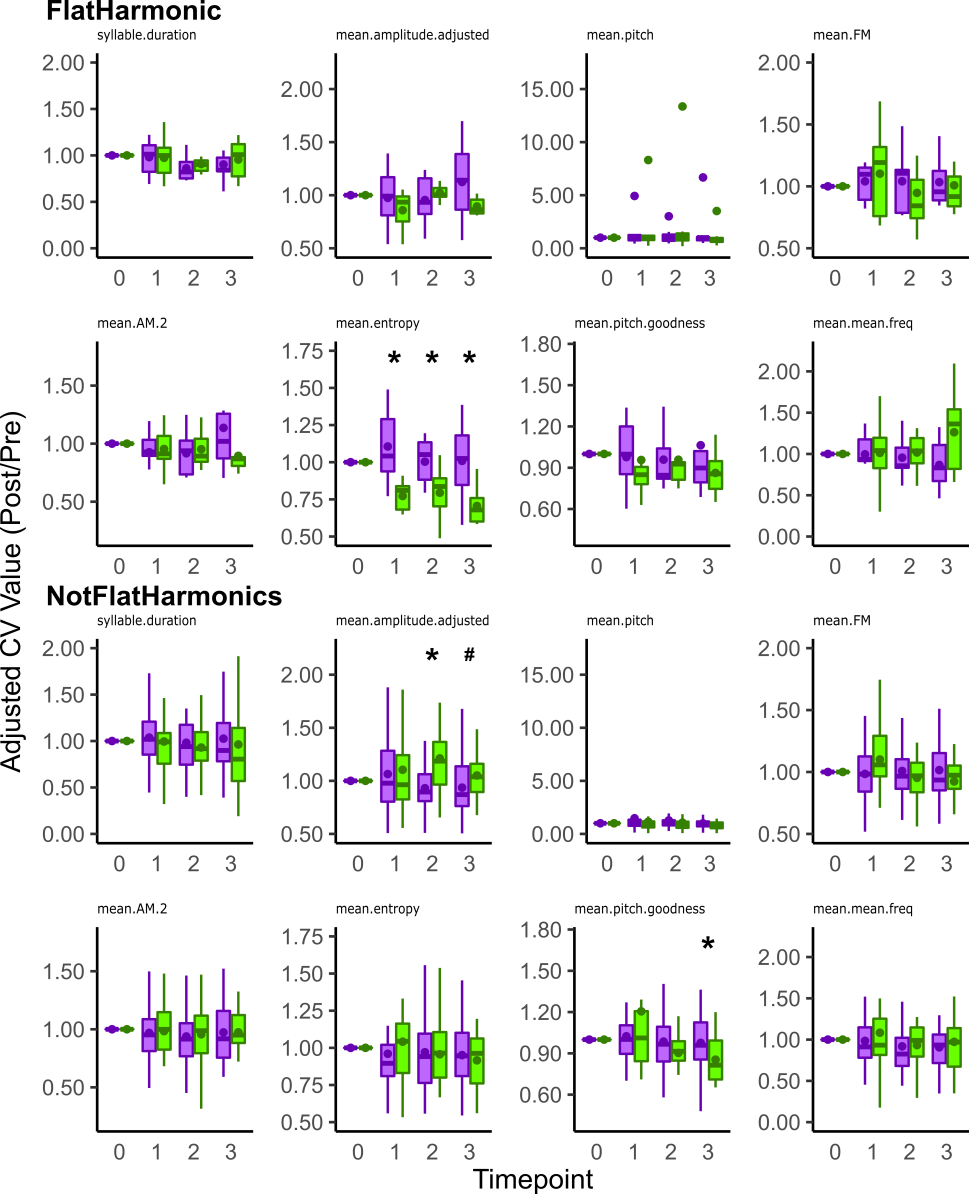 FlatHarmonic
syllable.duration mean.amplitude.adjusted mean.pitch mean.FM
2.00 2.00 15.00 2.00
1.50 1.50 10.00 1.50
1.00 1.00 5.00 1.00
0.50 0.50 0.00 0.50
0.00
0 1 2 3 0 1 2 3 0 1 2 3 0 1 2 3
mean.AM.2 mean.entropy mean.pitch.goodness mean.mean.freq
1.50 1.75 * * * 1.80 2.00
1.00 1.50 1.50 1.50
0.50 1.25 1.20 1.00
1.00 0.90 0.50
0.75 0.60 0.00
0.50
0 1 2 3 0 1 2 3 0 1 2 3 0 1 2 3
Adjusted CV Value (Post/Pre)
NotFlatHarmonics
syllable.duration mean.amplitude.adjusted mean.pitch mean.FM
2.00 2.00 * # 15.00 2.00
1.50 1.50 10.00 1.50
1.00 1.00 5.00 1.00
0.50 0.50 0.00 0.50
0.00
0 1 2 3 0 1 2 3 0 1 2 3 0 1 2 3
mean.AM.2 mean.entropy mean.pitch.goodness mean.mean.freq
1.50 1.75 1.80 * 2.00
1.00 1.50 1.50 1.50
0.50 1.25 1.20 1.00
1.00 0.90 0.50
0.75 0.60 0.00
0.50
0 1 2 3 0 1 2 3 0 1 2 3 0 1 2 3
Timepoint